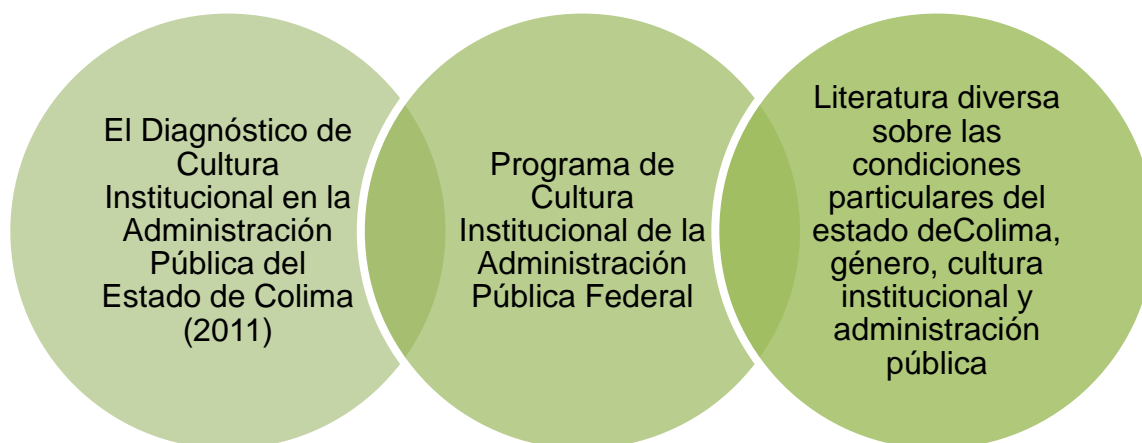 El Diagnóstico de
Cultura
Institucional en la
Administración
Pública del
Estado de Colima
(2011)
Programa de
Cultura
Institucional de la
Administración
Pública Federal
Literatura diversa
sobre las
condiciones
particulares del
estado deColima,
género, cultura
institucional y
administración
pública